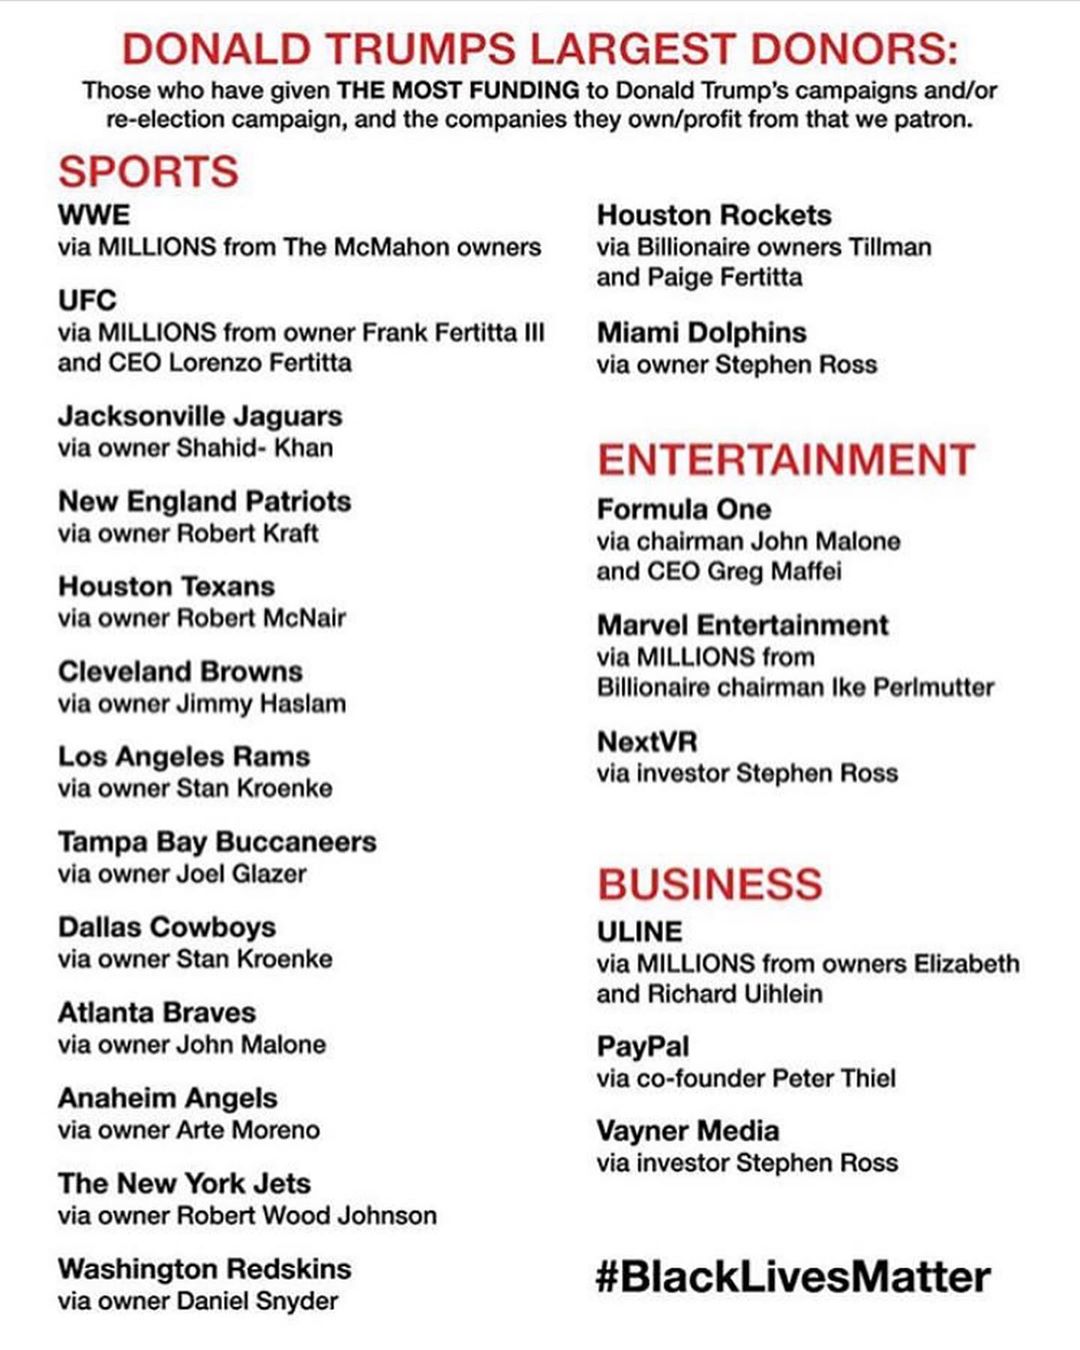 DONALD TRUMPS LARGEST DONORS:
Those who have given THE MOST FUNDING to Donald Trump's campaigns and/or
re-election campaign, and the companies they own/profit from that we patron.
SPORTS
WWE
via MILLIONS from The McMahon owners
UFC
via MILLIONS from owner Frank Fertitta III
and CEO Lorenzo Fertitta
Jacksonville Jaguars
via owner Shahid- Khan
New England Patriots
via owner Robert Kraft
Houston Texans
via owner Robert McNair
Cleveland Browns
via owner Jimmy Haslam
Los Angeles Rams
via owner Stan Kroenke
Tampa Bay Buccaneers
via owner Joel Glazer
Dallas Cowboys
via owner Stan Kroenke
Atlanta Braves
via owner John Malone
Anaheim Angels
via owner Arte Moreno
The New York Jets
via owner Robert Wood Johnson
Washington Redskins
via owner Daniel Snyder
Houston Rockets
via Billionaire owners Tillman
and Paige Fertitta
Miami Dolphins
via owner Stephen Ross
ENTERTAINMENT
Formula One
via chairman John Malone
and CEO Greg Maffei
Marvel Entertainment
via MILLIONS from
Billionaire chairman Ike Perlmutter
NextVR
via investor Stephen Ross
BUSINESS
ULINE
via MILLIONS from owners Elizabeth
and Richard Uihlein
PayPal
via co-founder Peter Thiel
Vayner Media
via investor Stephen Ross
#BlackLivesMatter